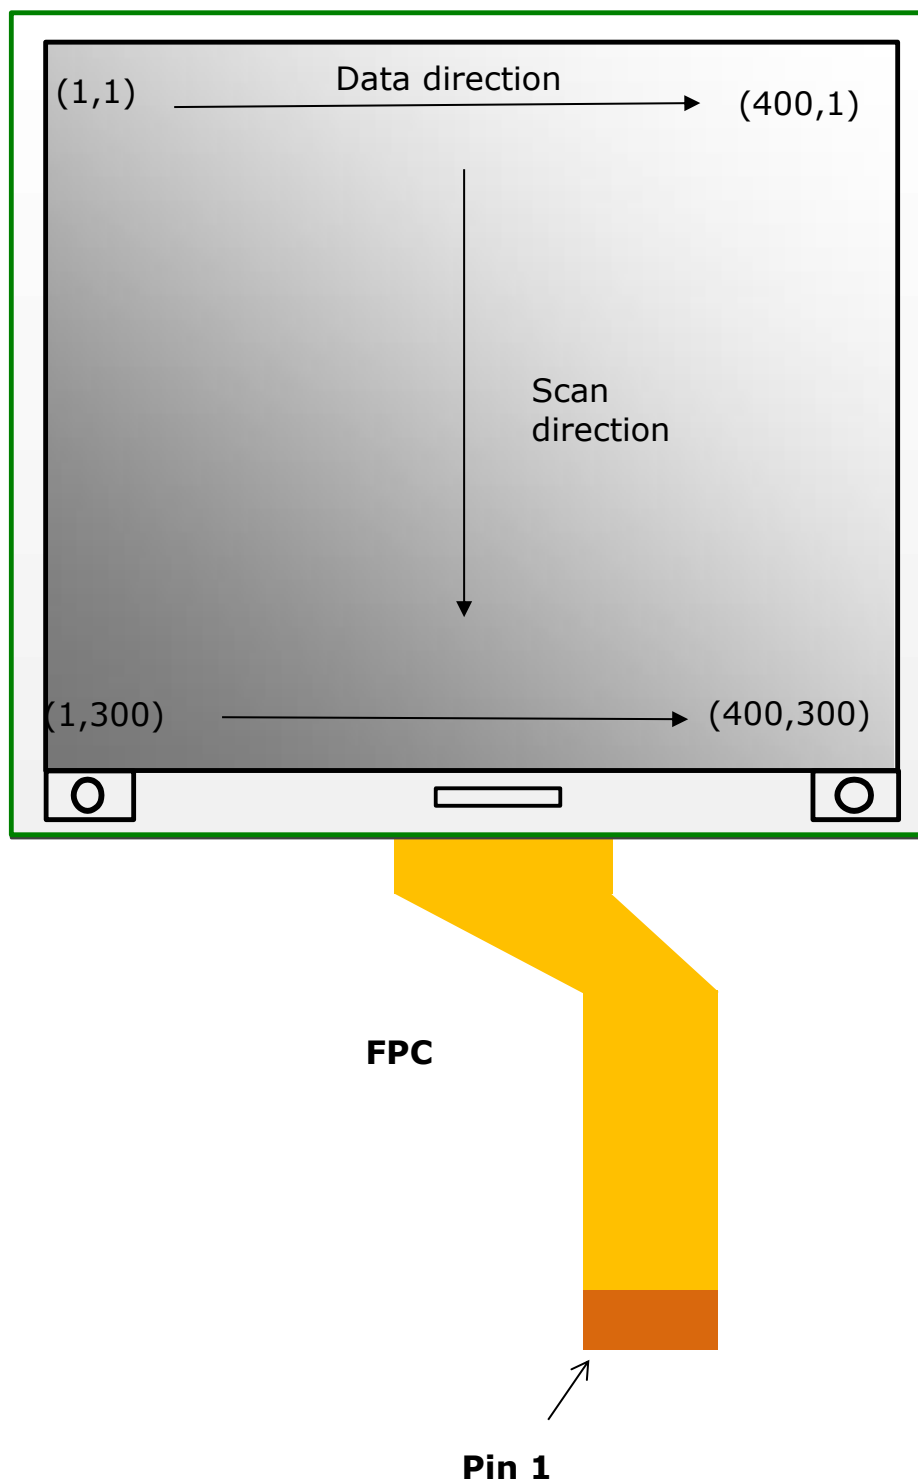 Data direction
(1,1)
(400,1)
Scan
direction
(1,300)
(400,300)
FPC
Pin 1